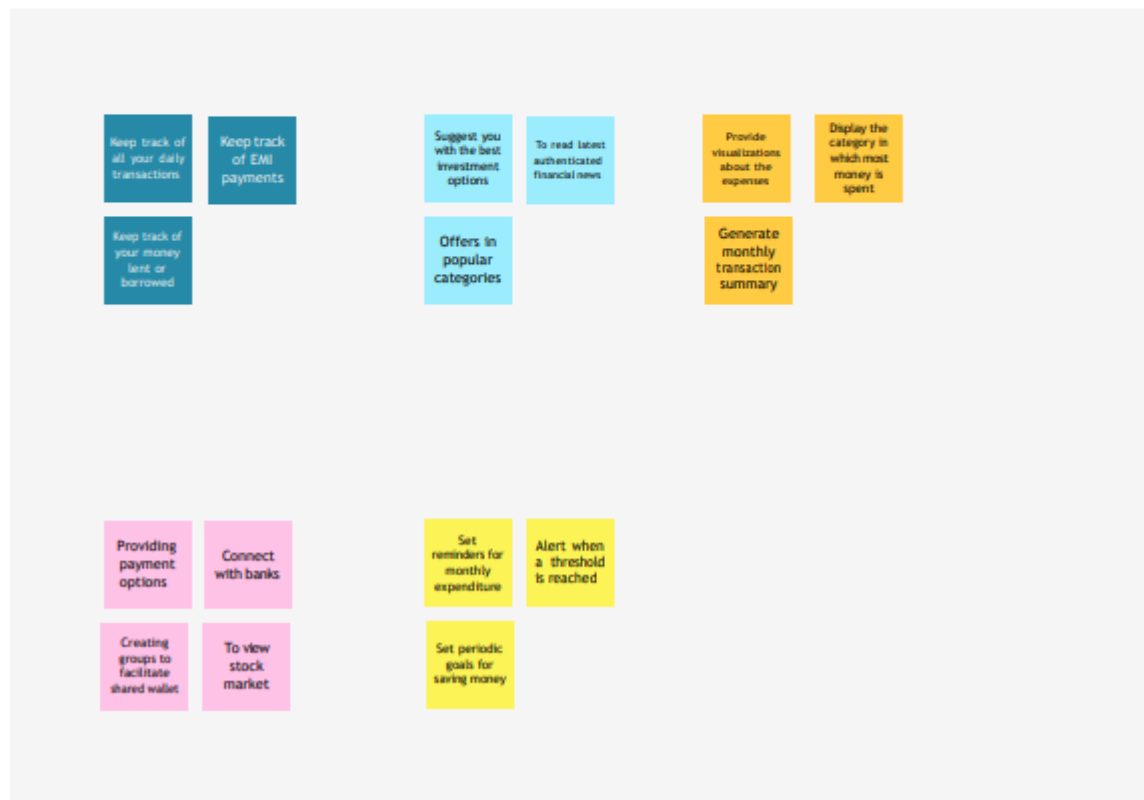 Keep track of
all your daily
transactions
Keep track
of EMI
payments
Keep track of
your money
lent or
borrowed
Suggest you
with the best
investment
options
To read latest
authenticated
financial news
Offers in
popular
categories
Provide
visualizations
about the
expenses
Display the
category in
which most
money is
spent
Generate
monthly
transaction
summary
Providing
payment
options
Connect
with banks
Creating
groups to
facilitate
shared wallet
To view
stock
market
Set
reminders for
monthly
expenditure
Alert when
a threshold
is reached
Set periodic
goals for
saving money